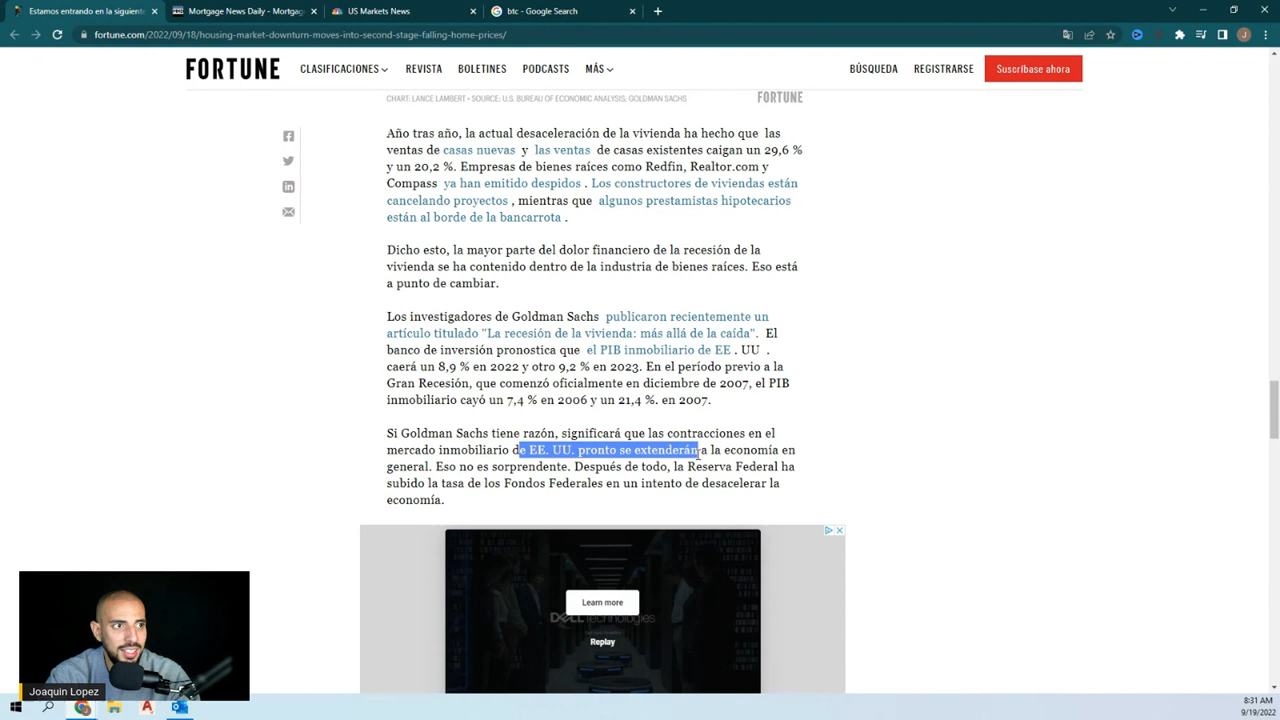 Estamos entrando en la siguiente
Mortgage News Daily - Mortgag
US Markets News
btc - Google Search
fortune.com/2022/09/18/housing-market-downturn-moves-into-second-stage-falling-home-prices/
FORTUNE CLASIFICACIONES REVISTA BOLETINES PODCASTS MÁS BÚSQUEDA REGISTRARSE Suscríbase ahora
CHART: LANCE LAMBERT • SOURCE: U.S. BUREAU OF ECONOMIC ANALYSIS; GOLDMAN SACHS FORTUNE
Año tras año, la actual desaceleración de la vivienda ha hecho que las
ventas de casas nuevas y las ventas de casas existentes caigan un 29,6 %
y un 20,2 %. Empresas de bienes raíces como Redfin, Realtor.com y
Compass ya han emitido despidos . Los constructores de viviendas están
cancelando proyectos , mientras que algunos prestamistas hipotecarios
están al borde de la bancarrota .
Dicho esto, la mayor parte del dolor financiero de la recesión de la
vivienda se ha contenido dentro de la industria de bienes raíces. Eso está
a punto de cambiar.
Los investigadores de Goldman Sachs publicaron recientemente un
artículo titulado "La recesión de la vivienda: más allá de la caída". El
banco de inversión pronostica que el PIB inmobiliario de EE . UU .
caerá un 8,9 % en 2022 y otro 9,2 % en 2023. En el período previo a la
Gran Recesión, que comenzó oficialmente en diciembre de 2007, el PIB
inmobiliario cayó un 7,4 % en 2006 y un 21,4 %. en 2007.
Si Goldman Sachs tiene razón, significará que las contracciones en el
mercado inmobiliario de EE. UU. pronto se extenderán a la economía en
general. Eso no es sorprendente. Después de todo, la Reserva Federal ha
subido la tasa de los Fondos Federales en un intento de desacelerar la
economía.
Learn more
DELL Technologies
Replay
Joaquin Lopez
8:31 AM
9/19/2022